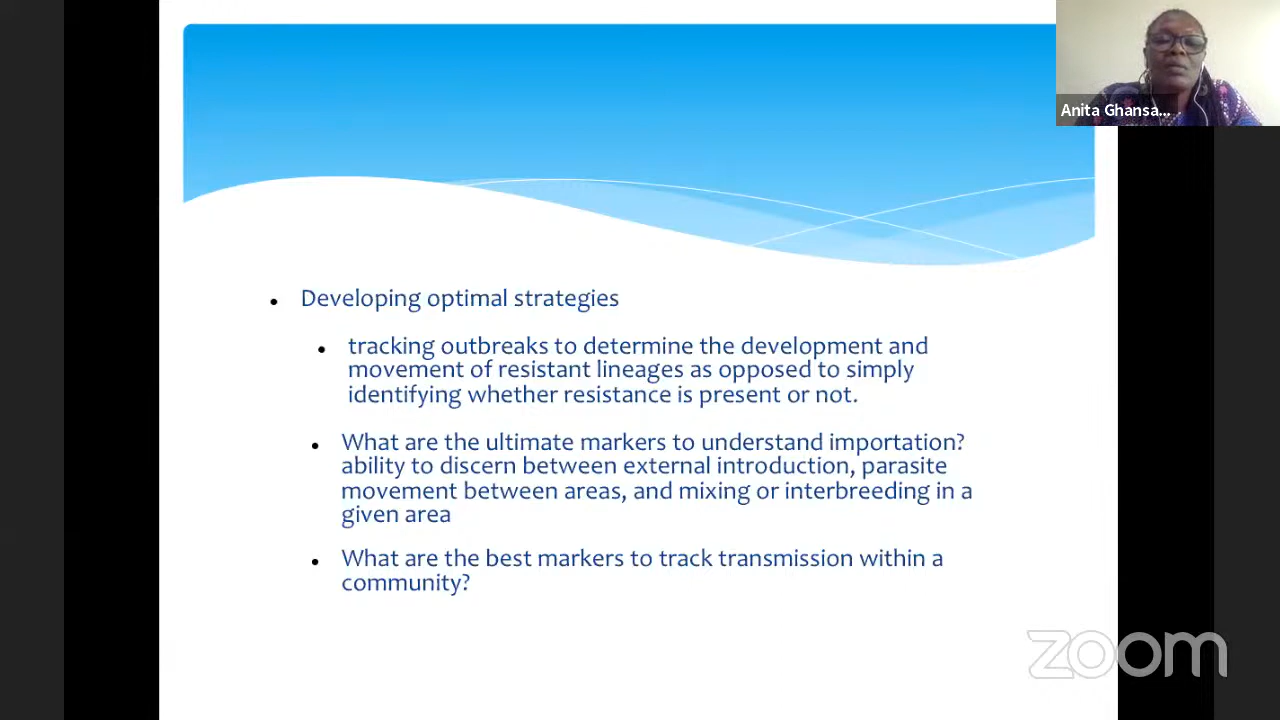 Anita Ghansa...
Developing optimal strategies
tracking outbreaks to determine the development and
movement of resistant lineages as opposed to simply
identifying whether resistance is present or not.
What are the ultimate markers to understand importation?
ability to discern between external introduction, parasite
movement between areas, and mixing or interbreeding in a
given area
What are the best markers to track transmission within a
community?
zoom